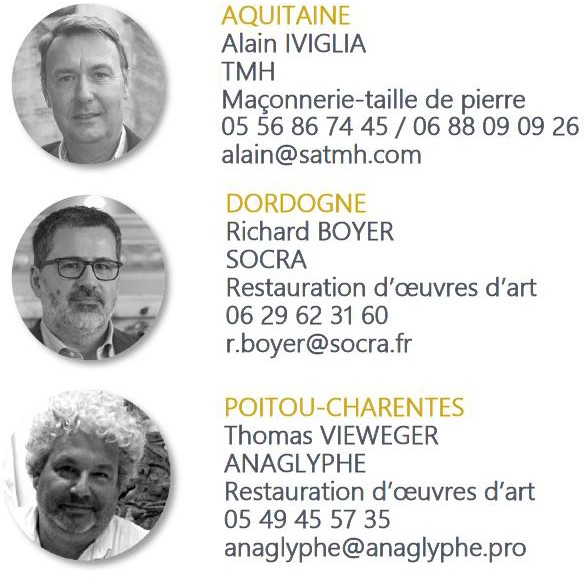 AQUITAINE
Alain IVIGLIA
TMH
Maçonnerie-taille de pierre
05 56 86 74 45 / 06 88 09 09 26
alain@satmh.com
DORDOGNE
Richard BOYER
SOCRA
Restauration d’œuvres d’art
06 29 62 31 60
r.boyer@socra.fr
POITOU-CHARENTES
Thomas VIEWEGER
ANAGLYPHE
Restauration d’œuvres d’art
05 49 45 57 35
anaglyphe@anaglyphe.pro